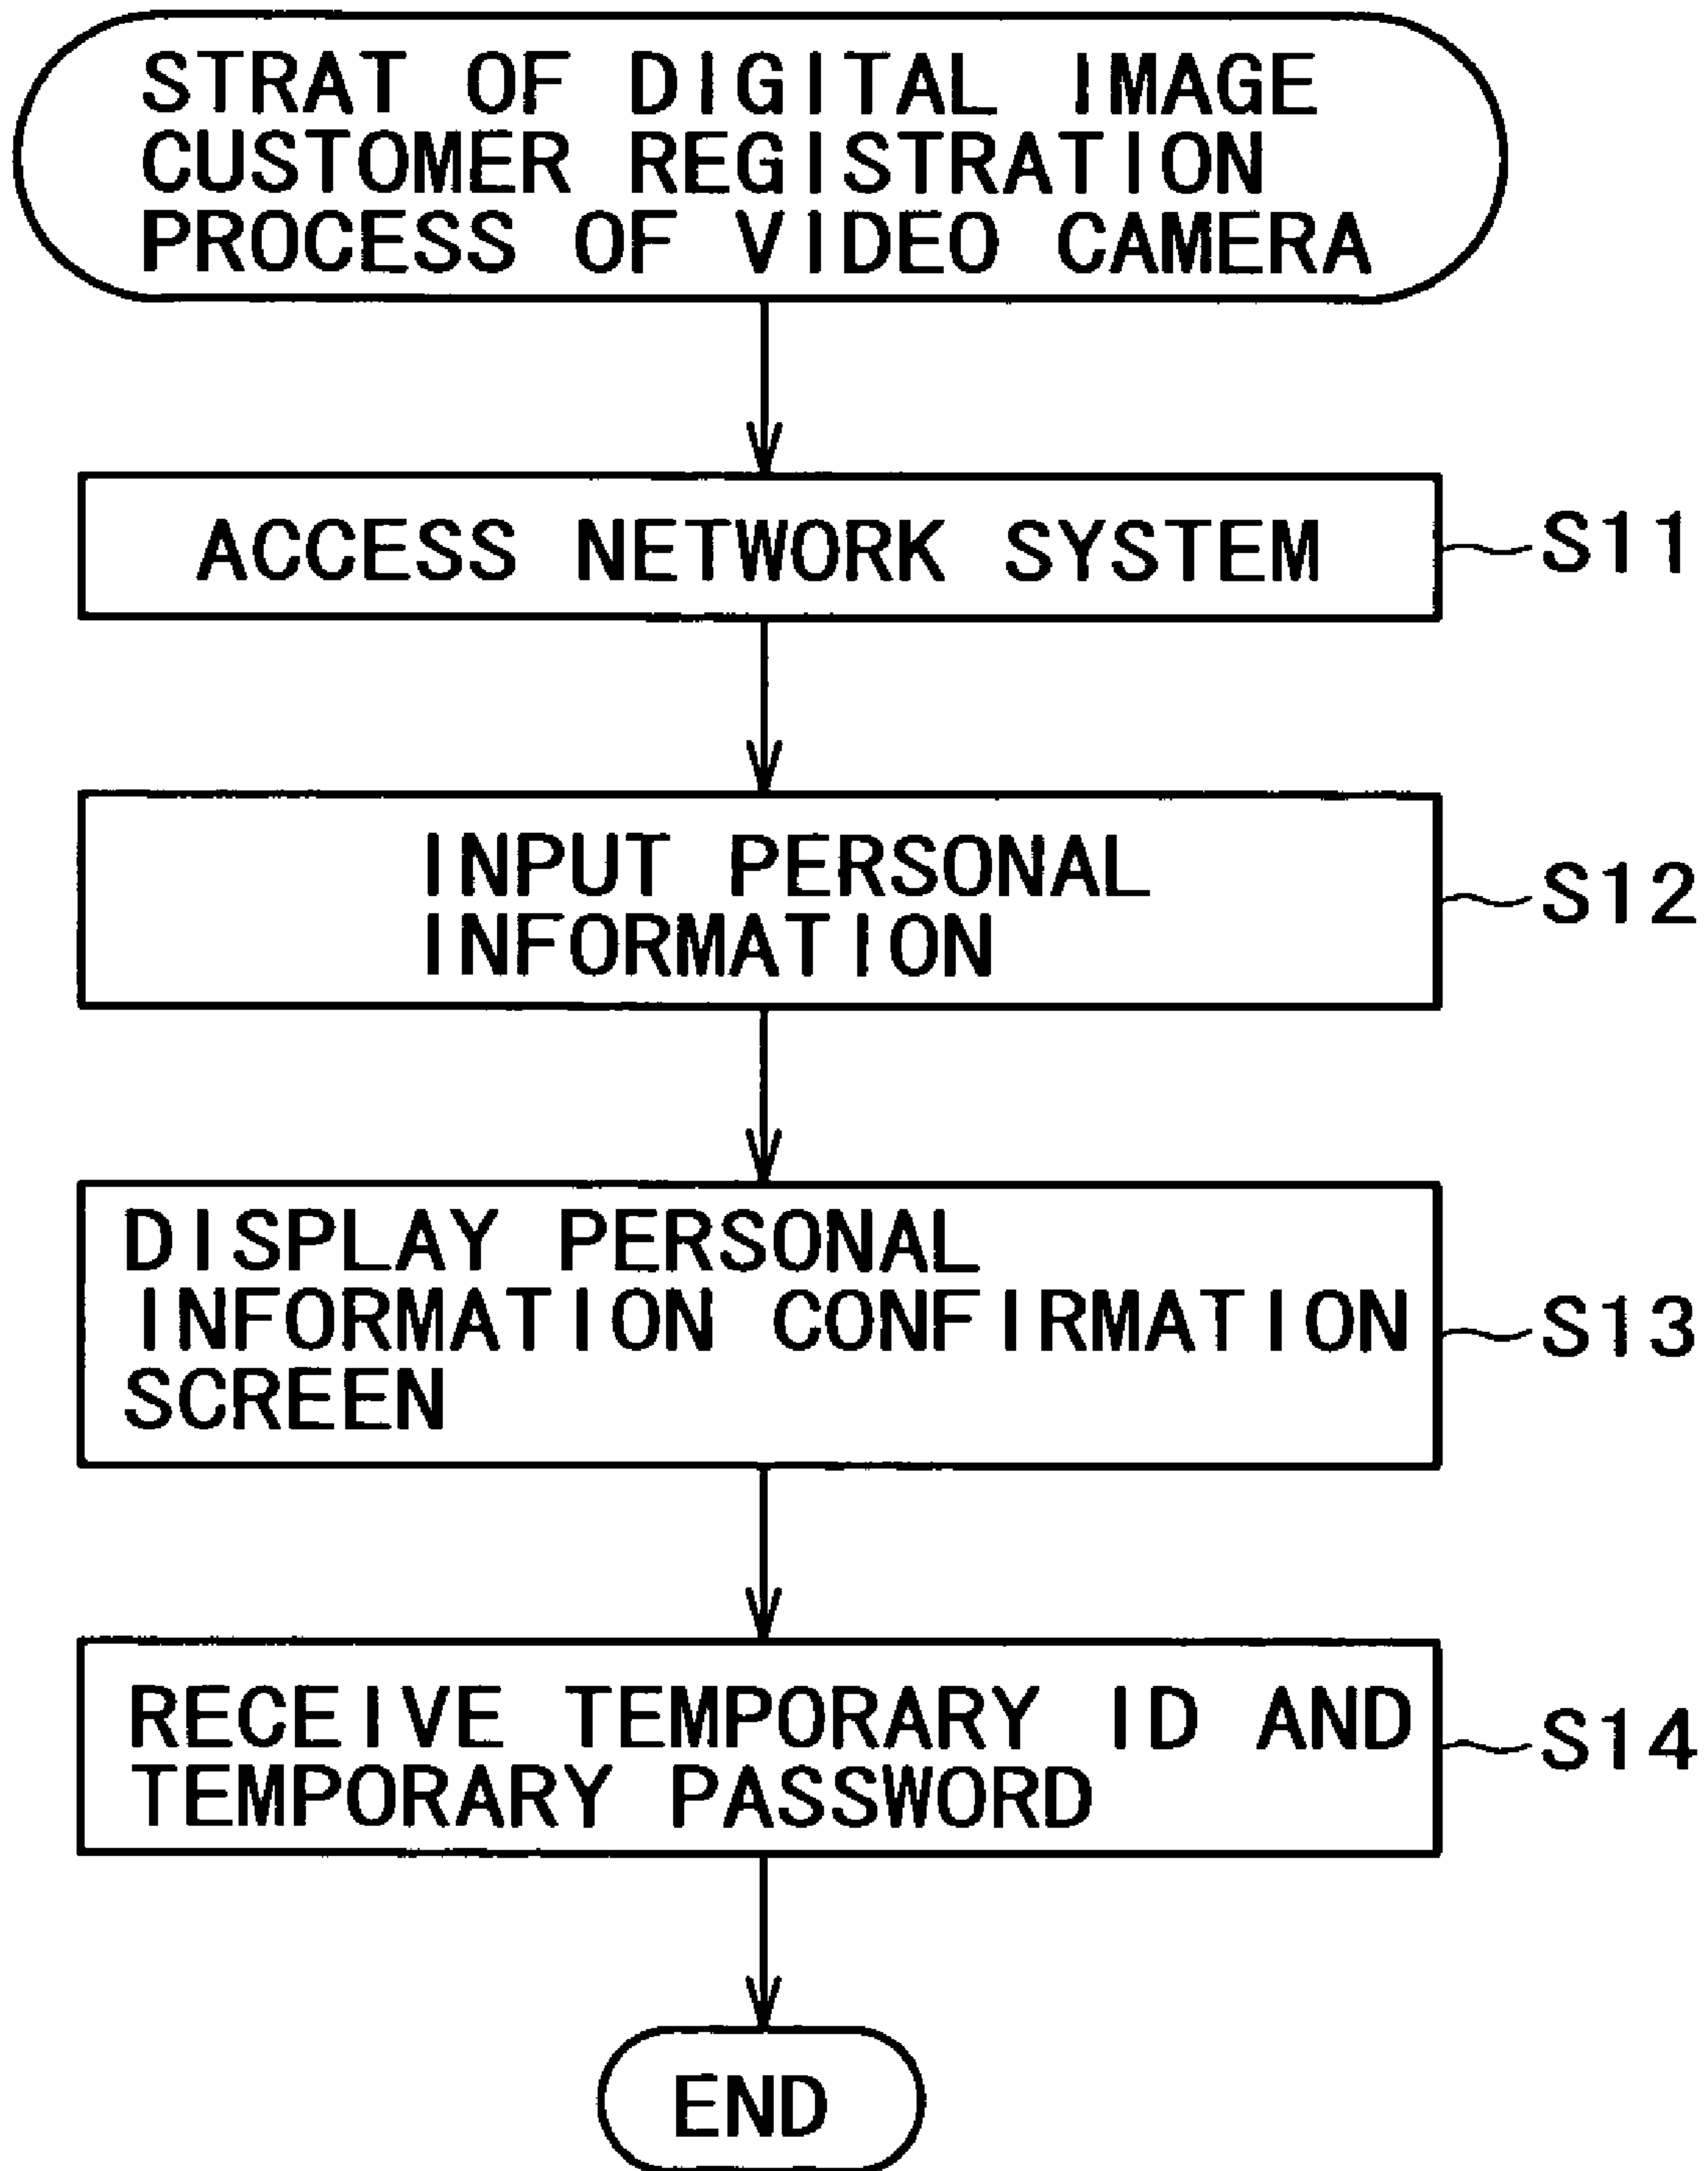 STRAT OF DIGITAL IMAGE
CUSTOMER REGISTRATION
PROCESS OF VIDEO CAMERA
ACCESS NETWORK SYSTEM
S11
INPUT PERSONAL
INFORMATION
S12
DISPLAY PERSONAL
INFORMATION CONFIRMATION
SCREEN
S13
RECEIVE TEMPORARY ID AND
TEMPORARY PASSWORD
S14
END